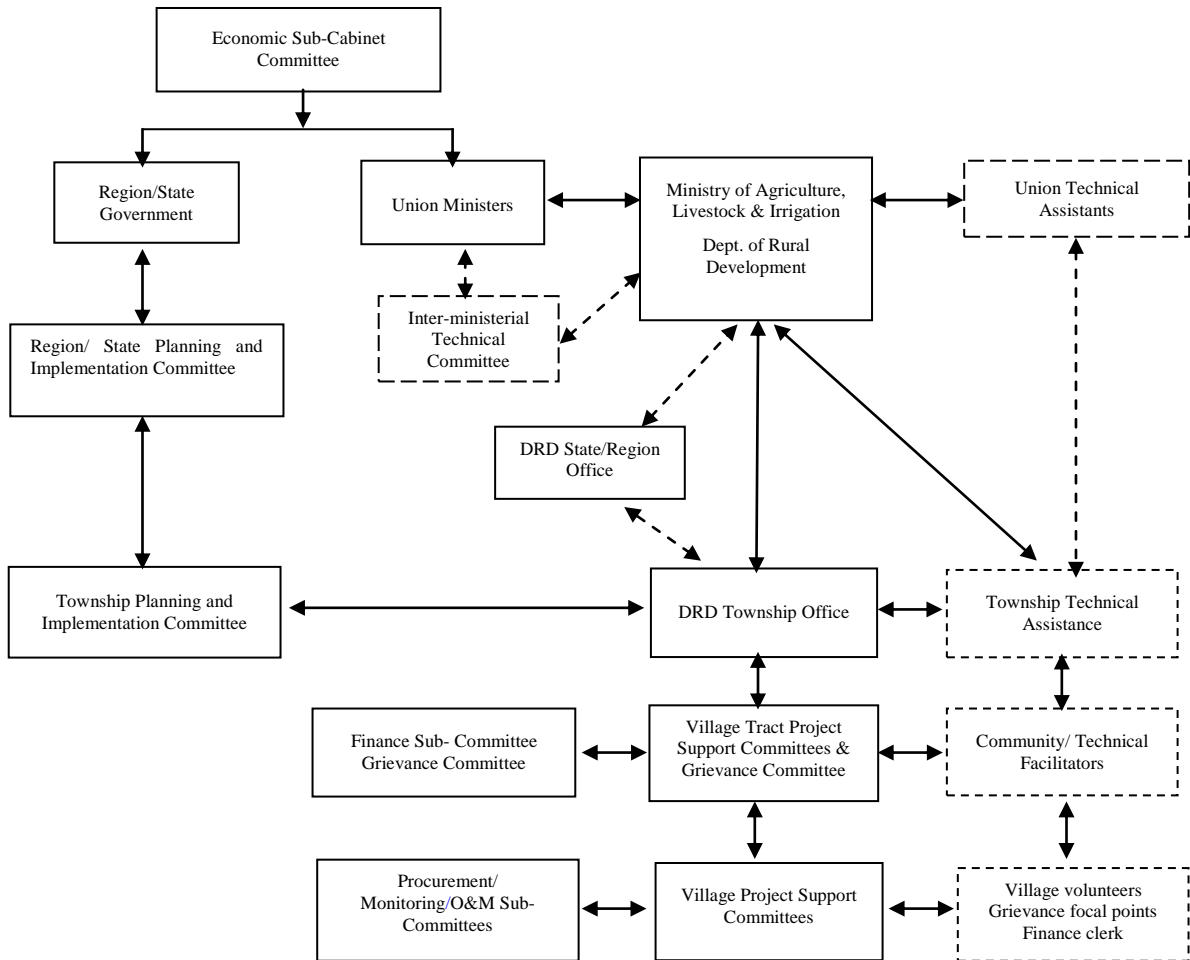 Economic Sub-Cabinet
Committee
Region/State
Government
Union Ministers
Ministry of Agriculture,
Livestock & Irrigation
Dept. of Rural
Development
Union Technical
Assistants
Region/ State Planning and
Implementation Committee
Inter-ministerial
Technical
Committee
DRD State/Region
Office
Township Planning and
Implementation Committee
DRD Township Office
Township Technical
Assistance
Finance Sub- Committee
Grievance Committee
Village Tract Project
Support Committees &
Grievance Committee
Community/ Technical
Facilitators
Procurement/
Monitoring/O&M Sub-
Committees
Village Project Support
Committees
Village volunteers
Grievance focal points
Finance clerk